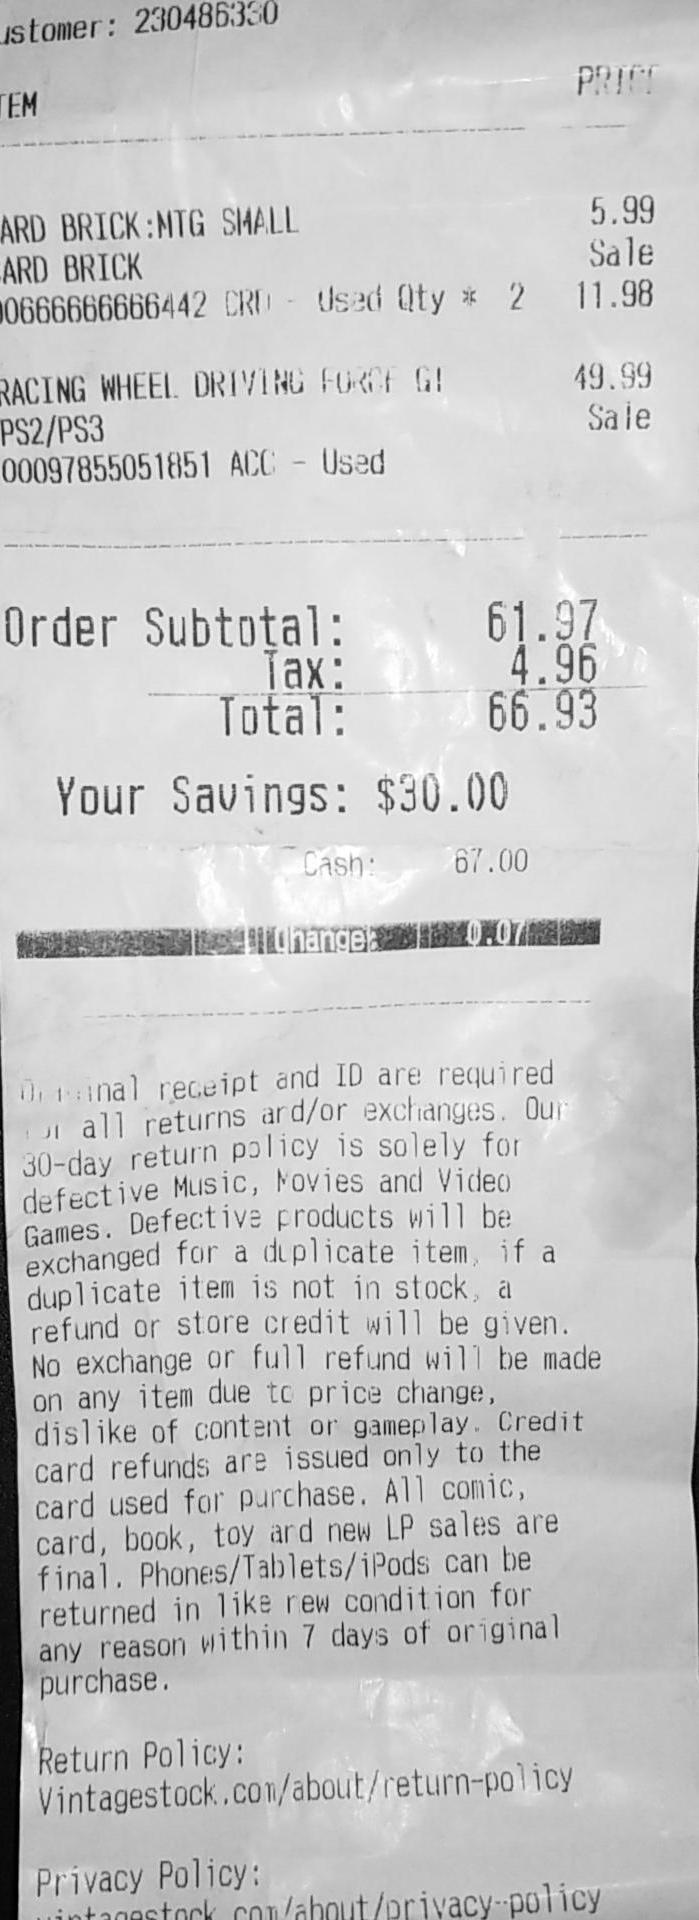 ustomer: 230486330
TEM PRICE
ARD BRICK:MTG SMALL 5.99
ARD BRICK Sale
00666666666442 CRD - Used Qty * 2 11.98
RACING WHEEL DRIVING FORCE GT 49.99
PS2/PS3 Sale
00097855051851 ACC - Used
Order Subtotal: 61.97
Tax: 4.96
Total: 66.93
Your Savings: $30.00
Cash: 67.00
Change: 0.07
Original receipt and ID are required
for all returns and/or exchanges. Our
30-day return policy is solely for
defective Music, Movies and Video
Games. Defective products will be
exchanged for a duplicate item, if a
duplicate item is not in stock, a
refund or store credit will be given.
No exchange or full refund will be made
on any item due to price change,
dislike of content or gameplay. Credit
card refunds are issued only to the
card used for purchase. All comic,
card, book, toy and new LP sales are
final. Phones/Tablets/iPods can be
returned in like new condition for
any reason within 7 days of original
purchase.
Return Policy:
Vintagestock.com/about/return-policy
Privacy Policy:
vintagestock.com/about/privacy-policy